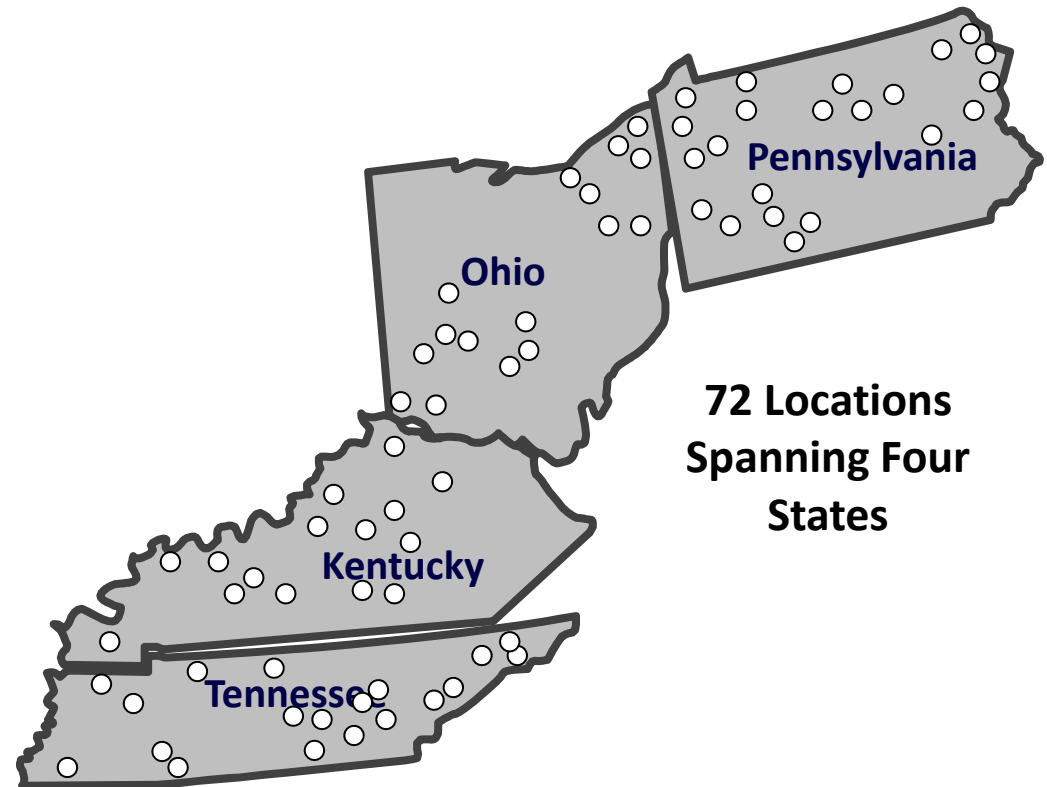 Pennsylvania
Ohio
72 Locations
Spanning Four
States
Kentucky
Tennessee